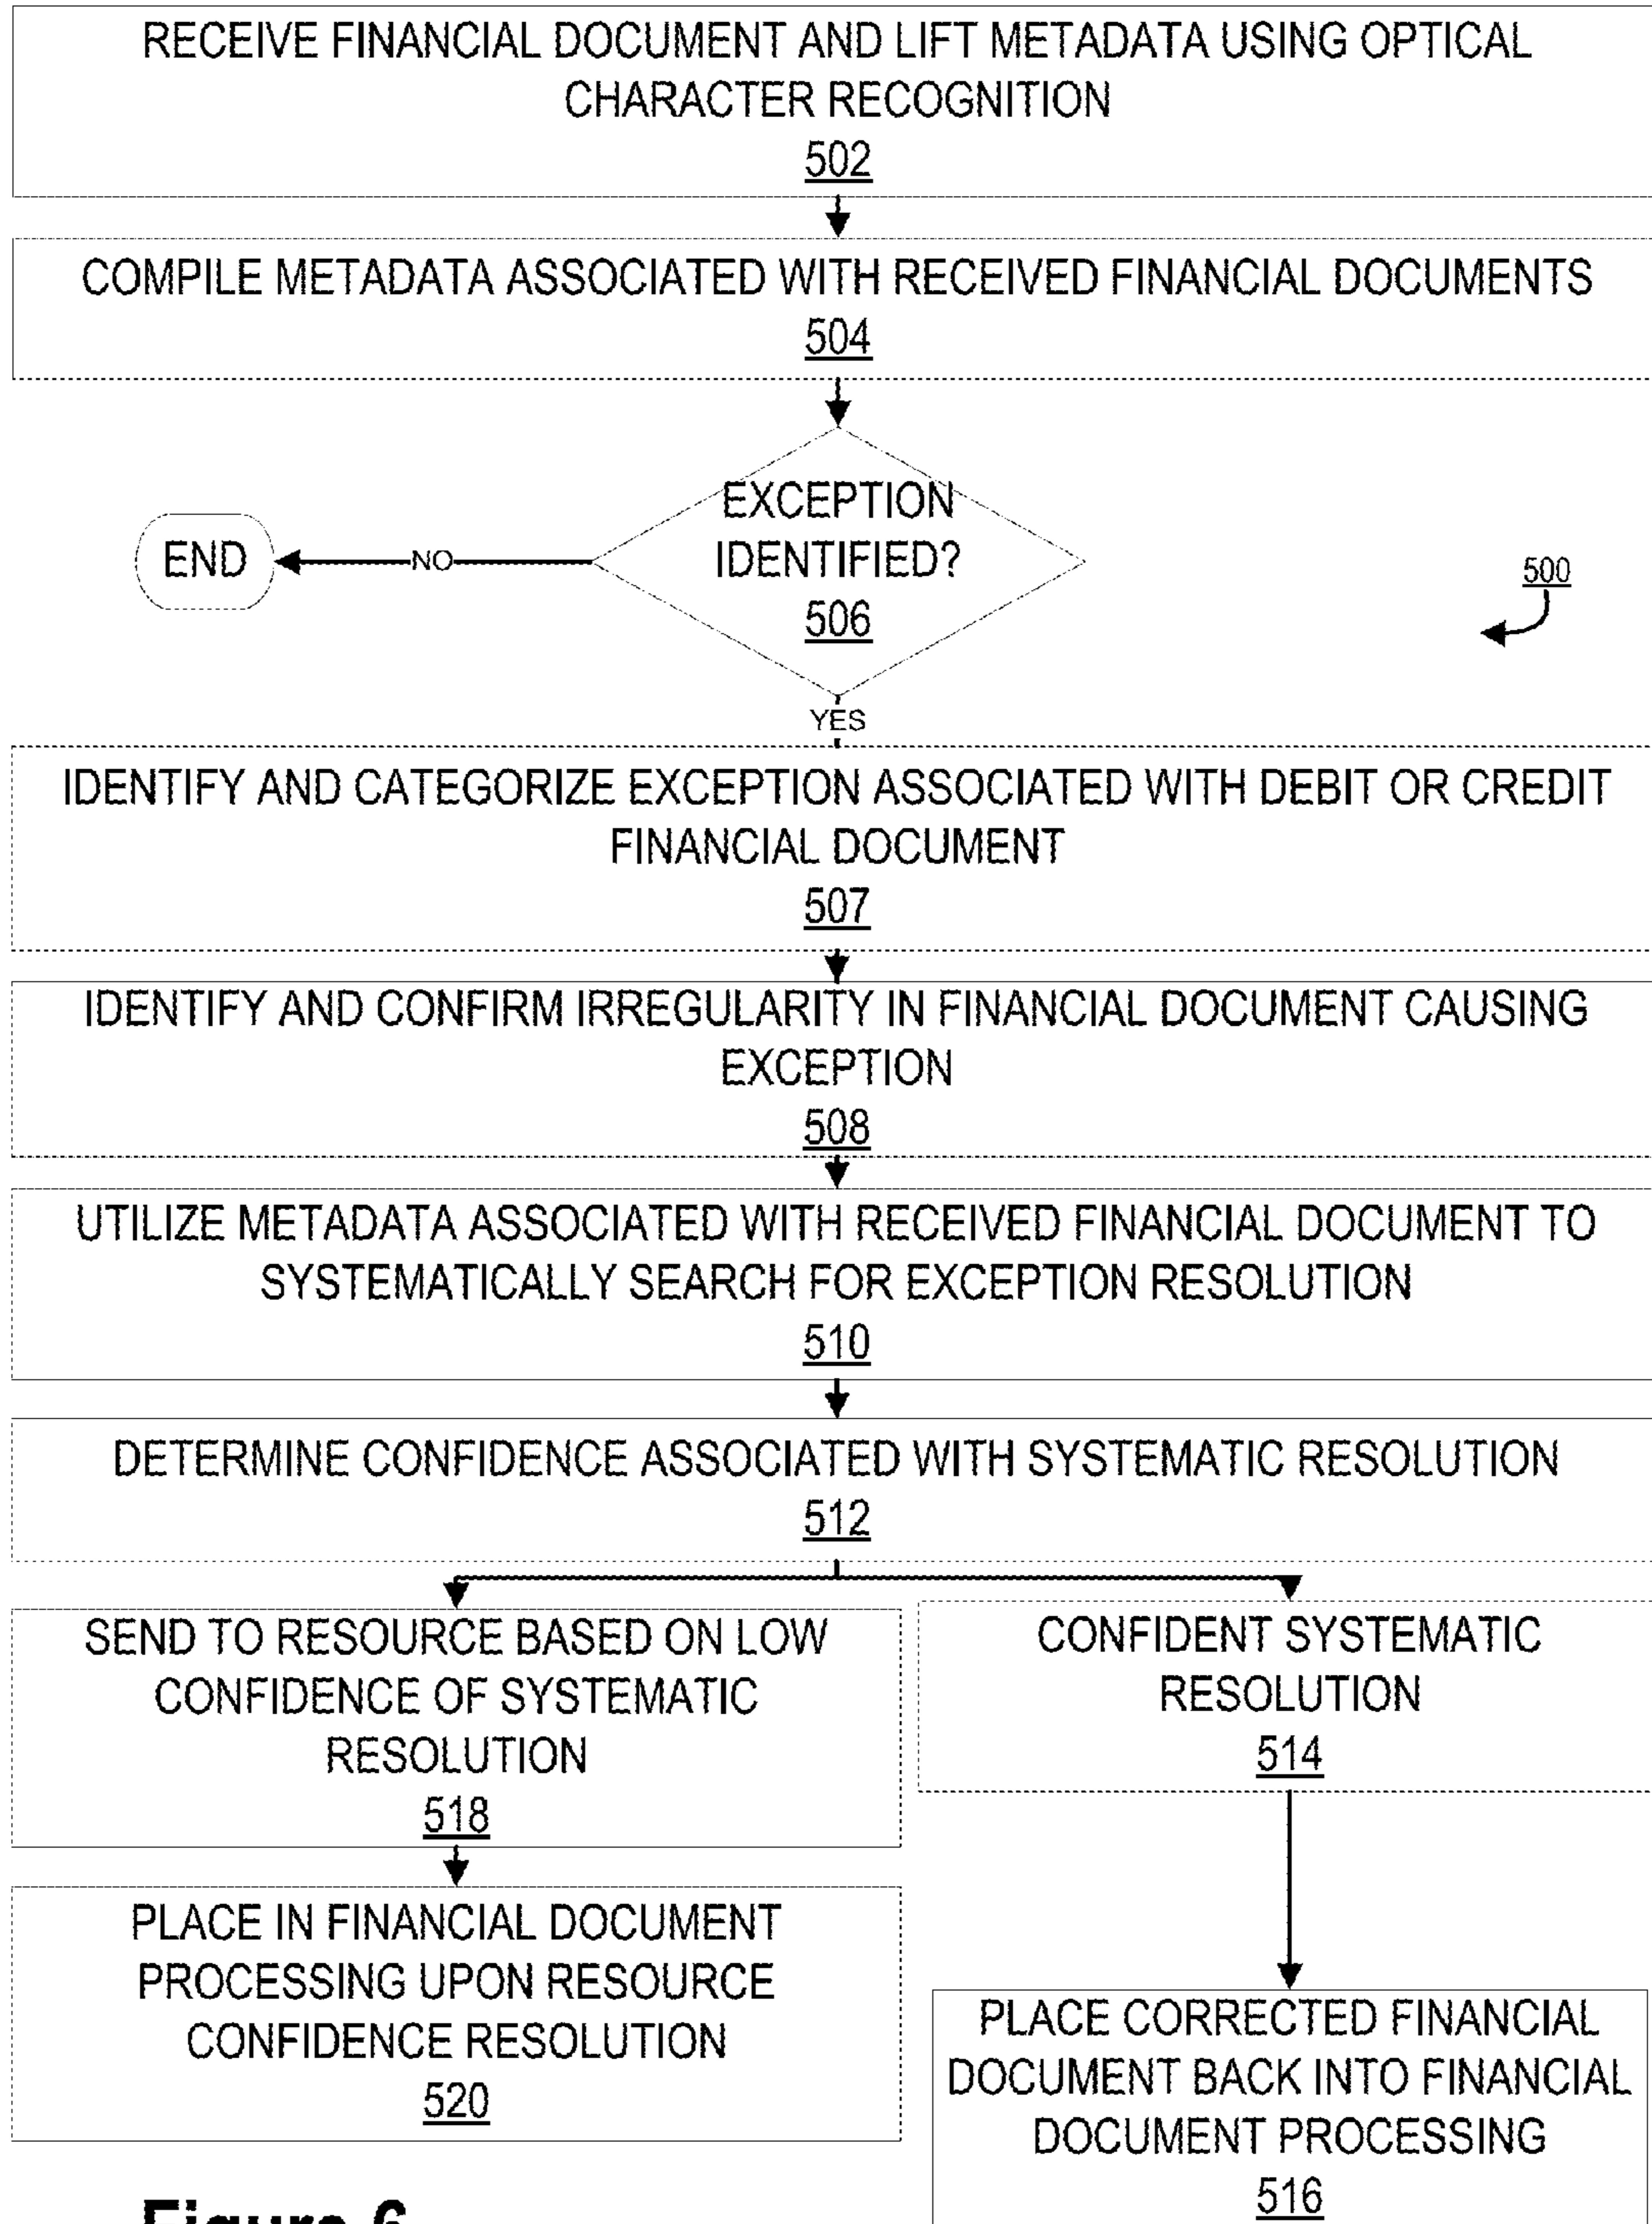 RECEIVE FINANCIAL DOCUMENT AND LIFT METADATA USING OPTICAL
CHARACTER RECOGNITION
502
COMPILE METADATA ASSOCIATED WITH RECEIVED FINANCIAL DOCUMENTS
504
EXCEPTION
IDENTIFIED?
506
NO
END
500
YES
IDENTIFY AND CATEGORIZE EXCEPTION ASSOCIATED WITH DEBIT OR CREDIT
FINANCIAL DOCUMENT
507
IDENTIFY AND CONFIRM IRREGULARITY IN FINANCIAL DOCUMENT CAUSING
EXCEPTION
508
UTILIZE METADATA ASSOCIATED WITH RECEIVED FINANCIAL DOCUMENT TO
SYSTEMATICALLY SEARCH FOR EXCEPTION RESOLUTION
510
DETERMINE CONFIDENCE ASSOCIATED WITH SYSTEMATIC RESOLUTION
512
SEND TO RESOURCE BASED ON LOW
CONFIDENCE OF SYSTEMATIC
RESOLUTION
518
CONFIDENT SYSTEMATIC
RESOLUTION
514
PLACE IN FINANCIAL DOCUMENT
PROCESSING UPON RESOURCE
CONFIDENCE RESOLUTION
520
PLACE CORRECTED FINANCIAL
DOCUMENT BACK INTO FINANCIAL
DOCUMENT PROCESSING
516
Figure 6